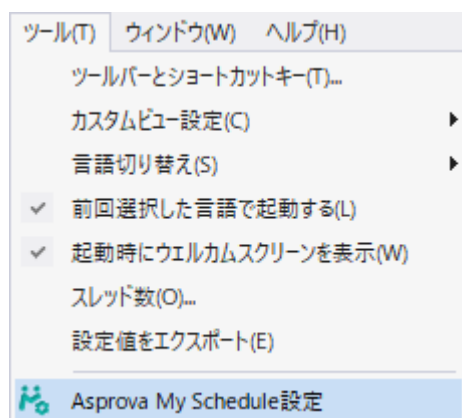 ツール(T) ウィンドウ(W) ヘルプ(H)
ツールバーとショートカットキー(T)...
カスタムビュー設定(C)
言語切り替え(S)
前回選択した言語で起動する(L)
起動時にウエルカムスクリーンを表示(W)
スレッド数(O)...
設定値をエクスポート(E)
Asprova My Schedule設定